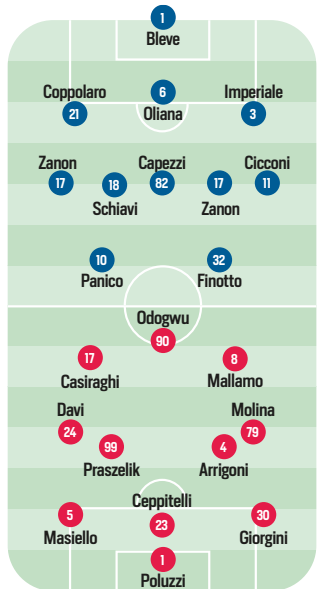 1
Bleve
Coppolaro
6
Imperiale
21
Oliana
3
Zanon
Capezzi
Cicconi
17
18
82
17
11
Schiavi
Zanon
10
32
Panico
Finotto
Odogwu
90
17
8
Casiraghi
Mallamo
Davi
Molina
24
99
4
79
Praszelik
Arrigoni
Ceppitelli
5
23
30
Masiello
Giorgini
1
Poluzzi